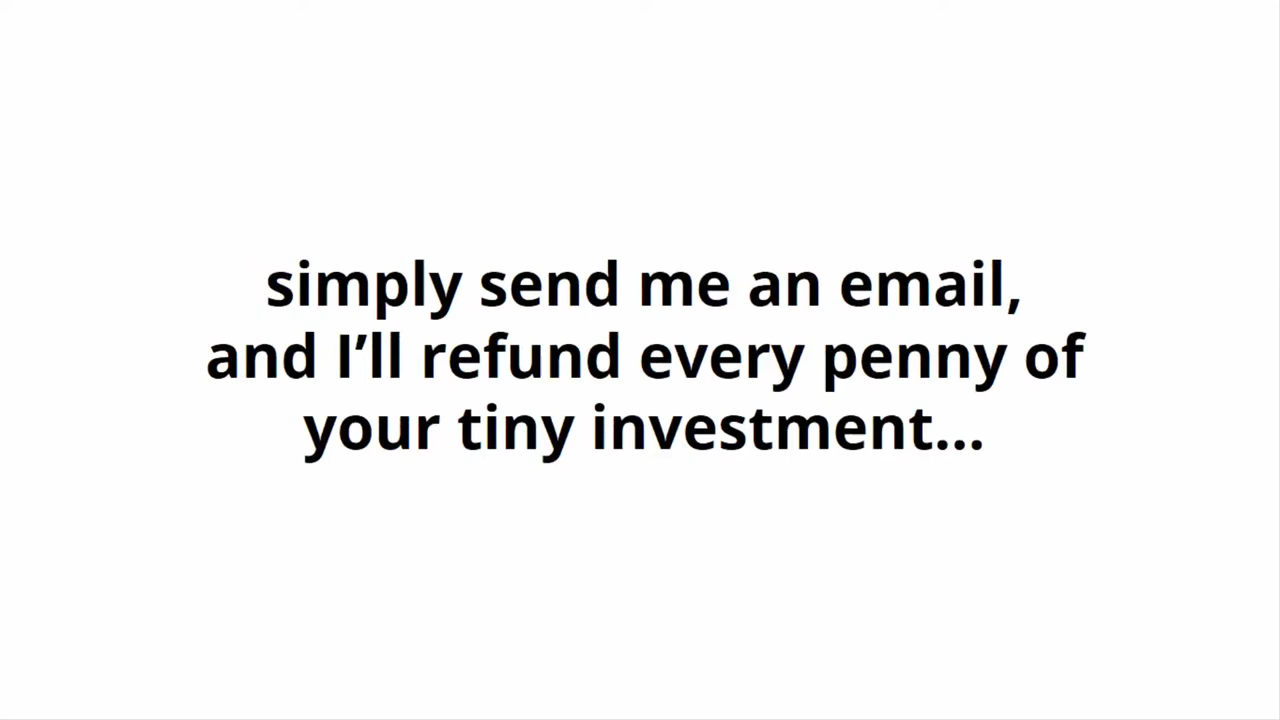 simply send me an email,
and I’ll refund every penny of
your tiny investment...